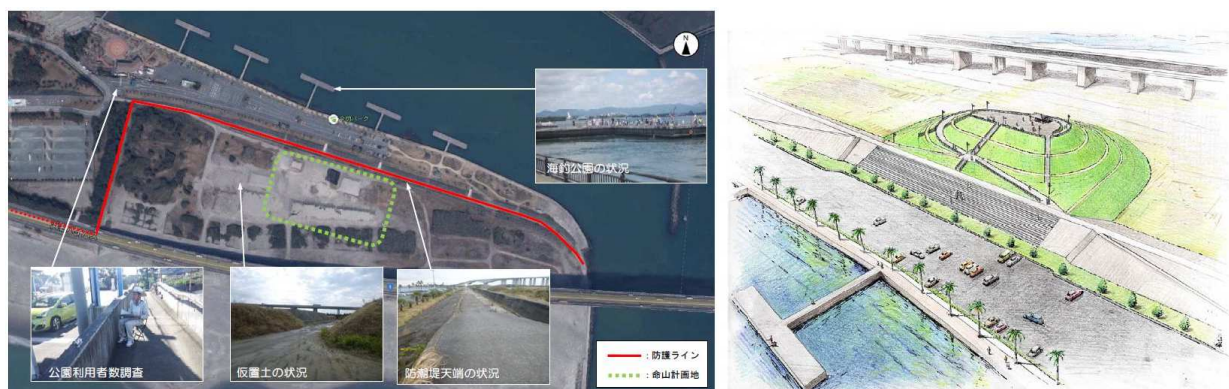 N
海釣公園の状況
公園利用者数調査
仮置土の状況
防潮堤天端の状況
：防護ライン
：命山計画地